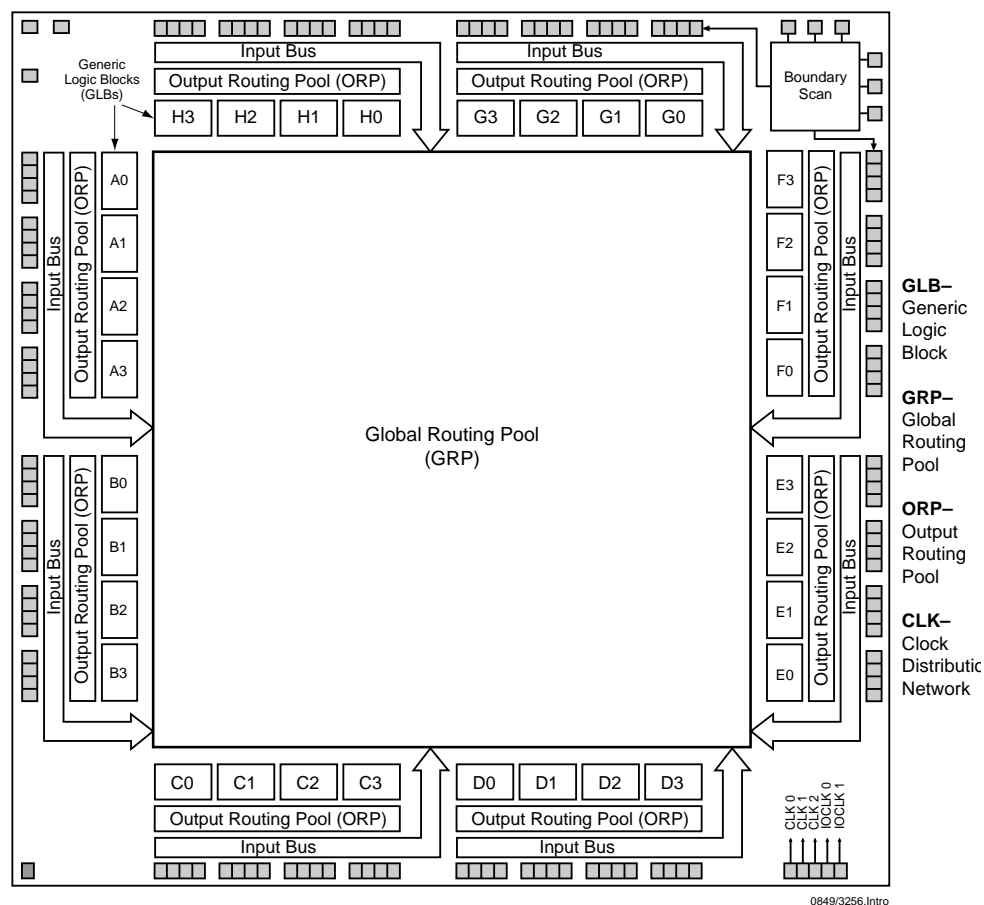 Input Bus
Output Routing Pool (ORP)
H3 H2 H1 H0
Input Bus
Output Routing Pool (ORP)
G3 G2 G1 G0
Boundary
Scan
Generic
Logic Blocks
(GLBs)
Input Bus
Output Routing Pool (ORP)
A0
A1
A2
A3
F3
F2
F1
F0
Output Routing Pool (ORP)
Input Bus
Global Routing Pool
(GRP)
Input Bus
Output Routing Pool (ORP)
B0
B1
B2
B3
E3
E2
E1
E0
Output Routing Pool (ORP)
Input Bus
C0 C1 C2 C3
Output Routing Pool (ORP)
Input Bus
D0 D1 D2 D3
Output Routing Pool (ORP)
Input Bus
CLK 0
CLK 1
CLK 2
IOCLK 0
IOCLK 1
GLB–
Generic
Logic
Block
GRP–
Global
Routing
Pool
ORP–
Output
Routing
Pool
CLK–
Clock
Distributio
Network
0849/3256.Intro